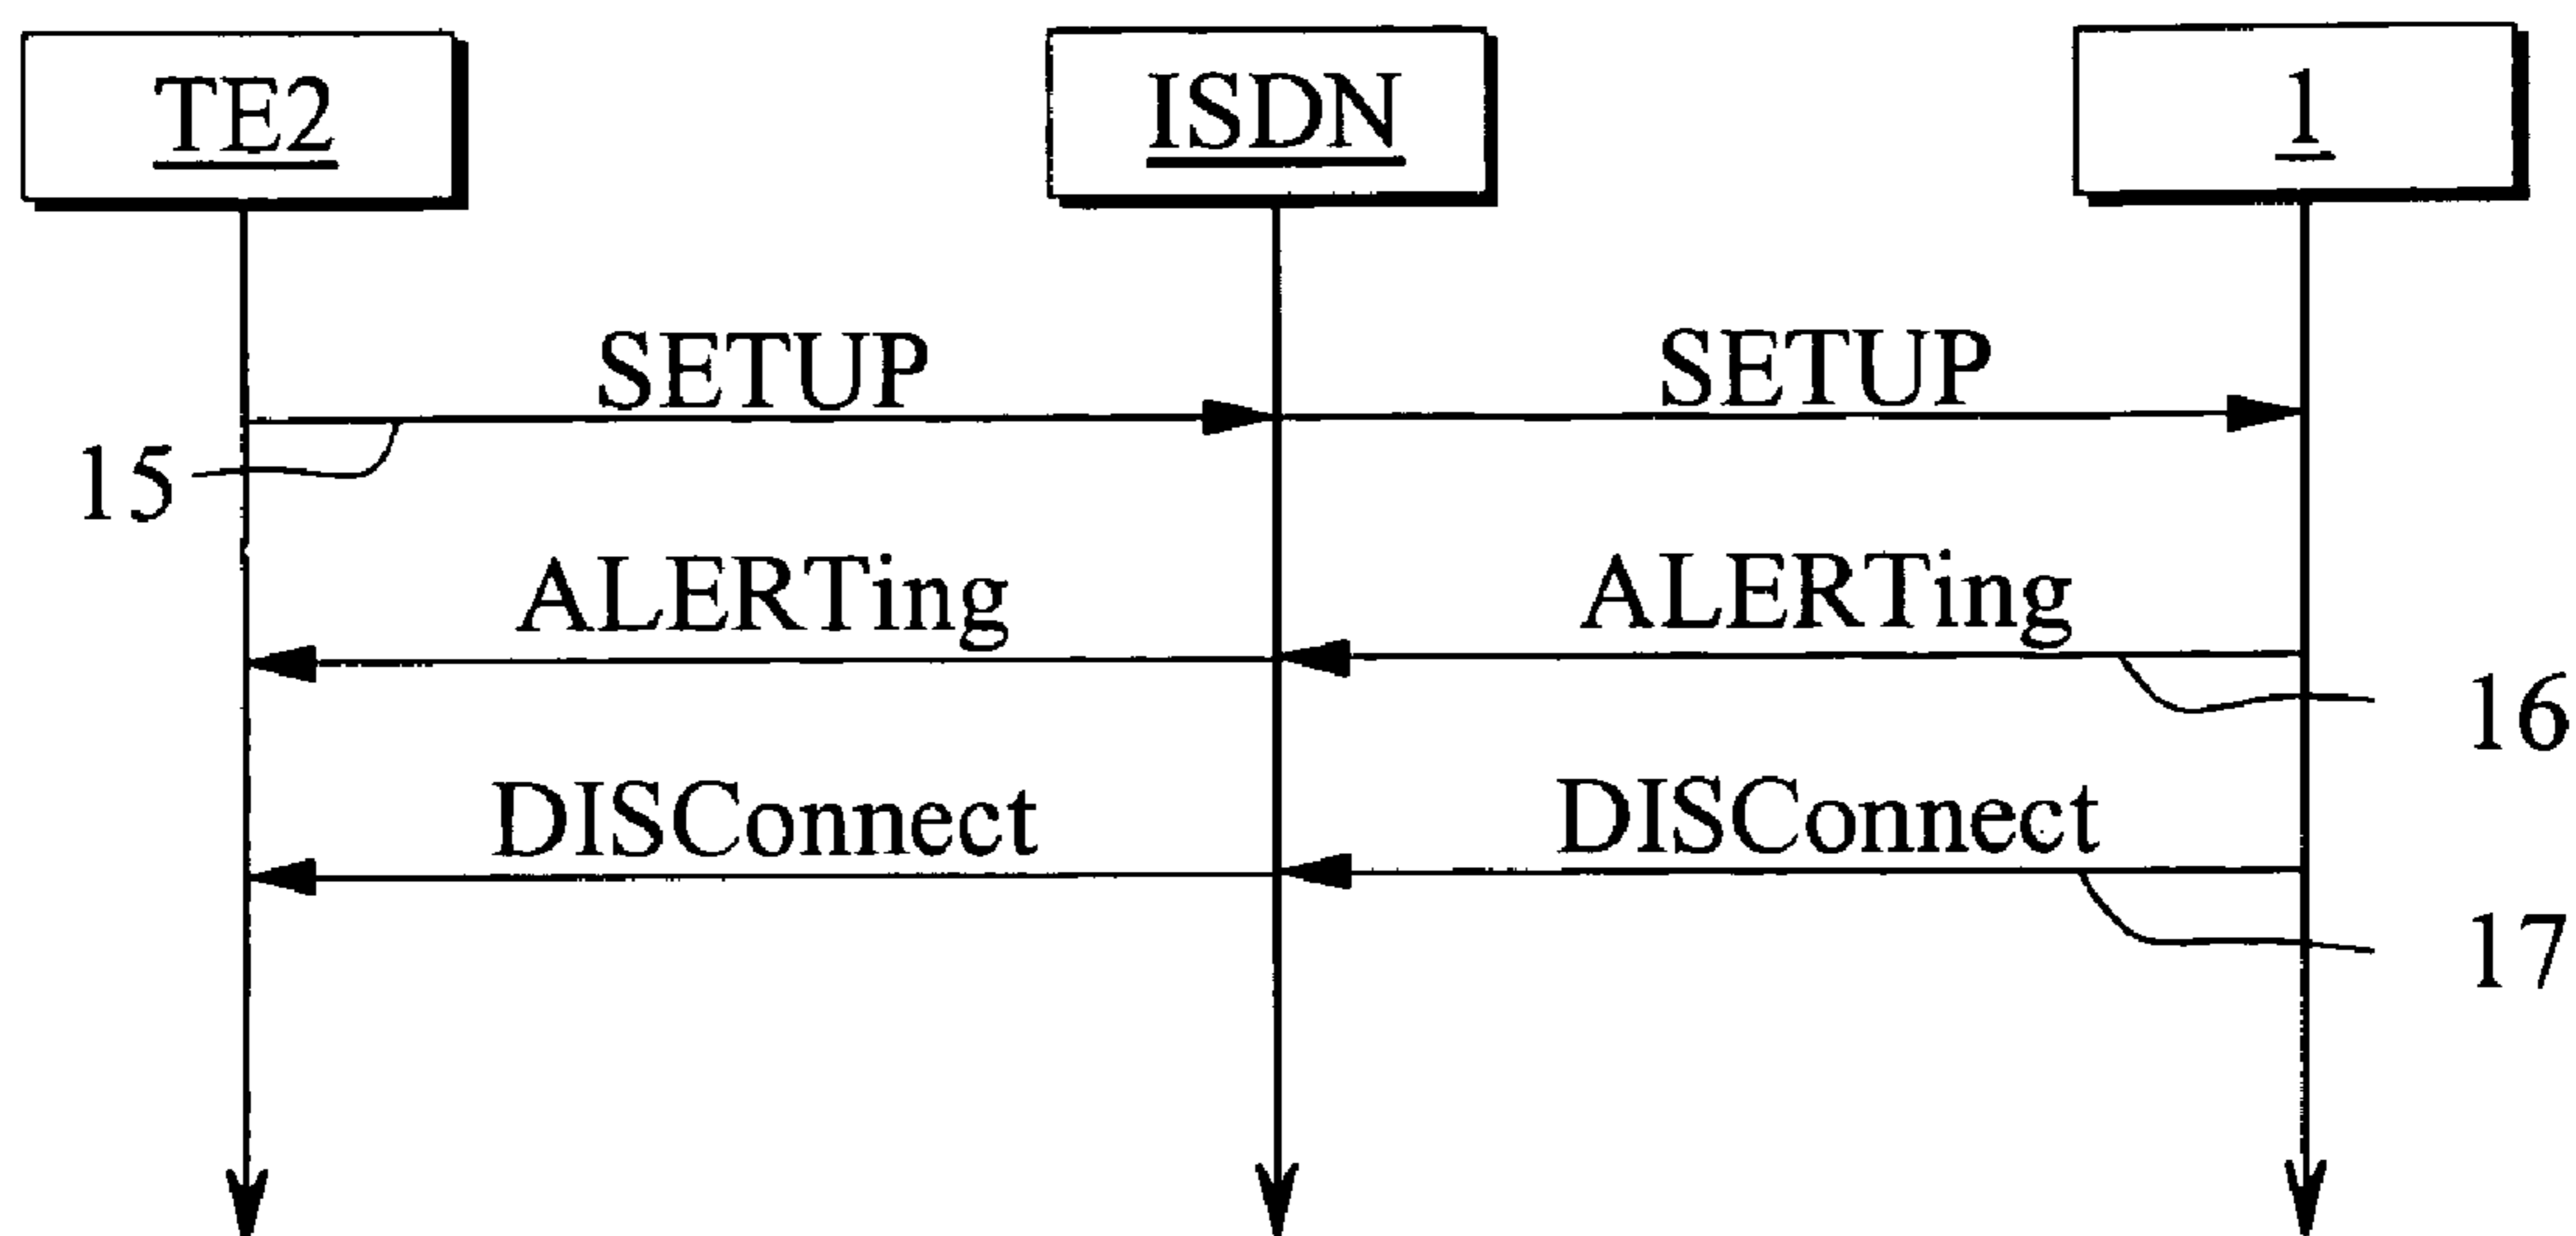 TE2
ISDN
1
SETUP
SETUP
15
ALERTing
ALERTing
16
DISConnect
DISConnect
17